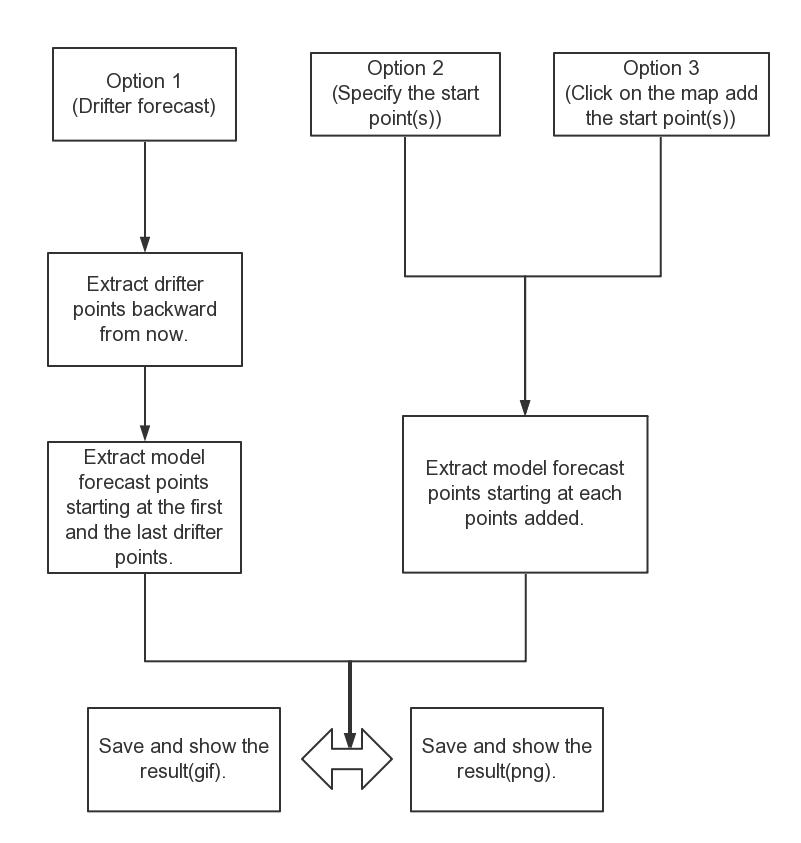 Option 1
(Drifter forecast)
Option 2
(Specify the start
point(s))
Option 3
(Click on the map add
the start point(s))
Extract drifter
points backward
from now.
Extract model
forecast points
starting at the first
and the last drifter
points.
Extract model forecast
points starting at each
points added.
Save and show the
result(gif).
Save and show the
result(png).